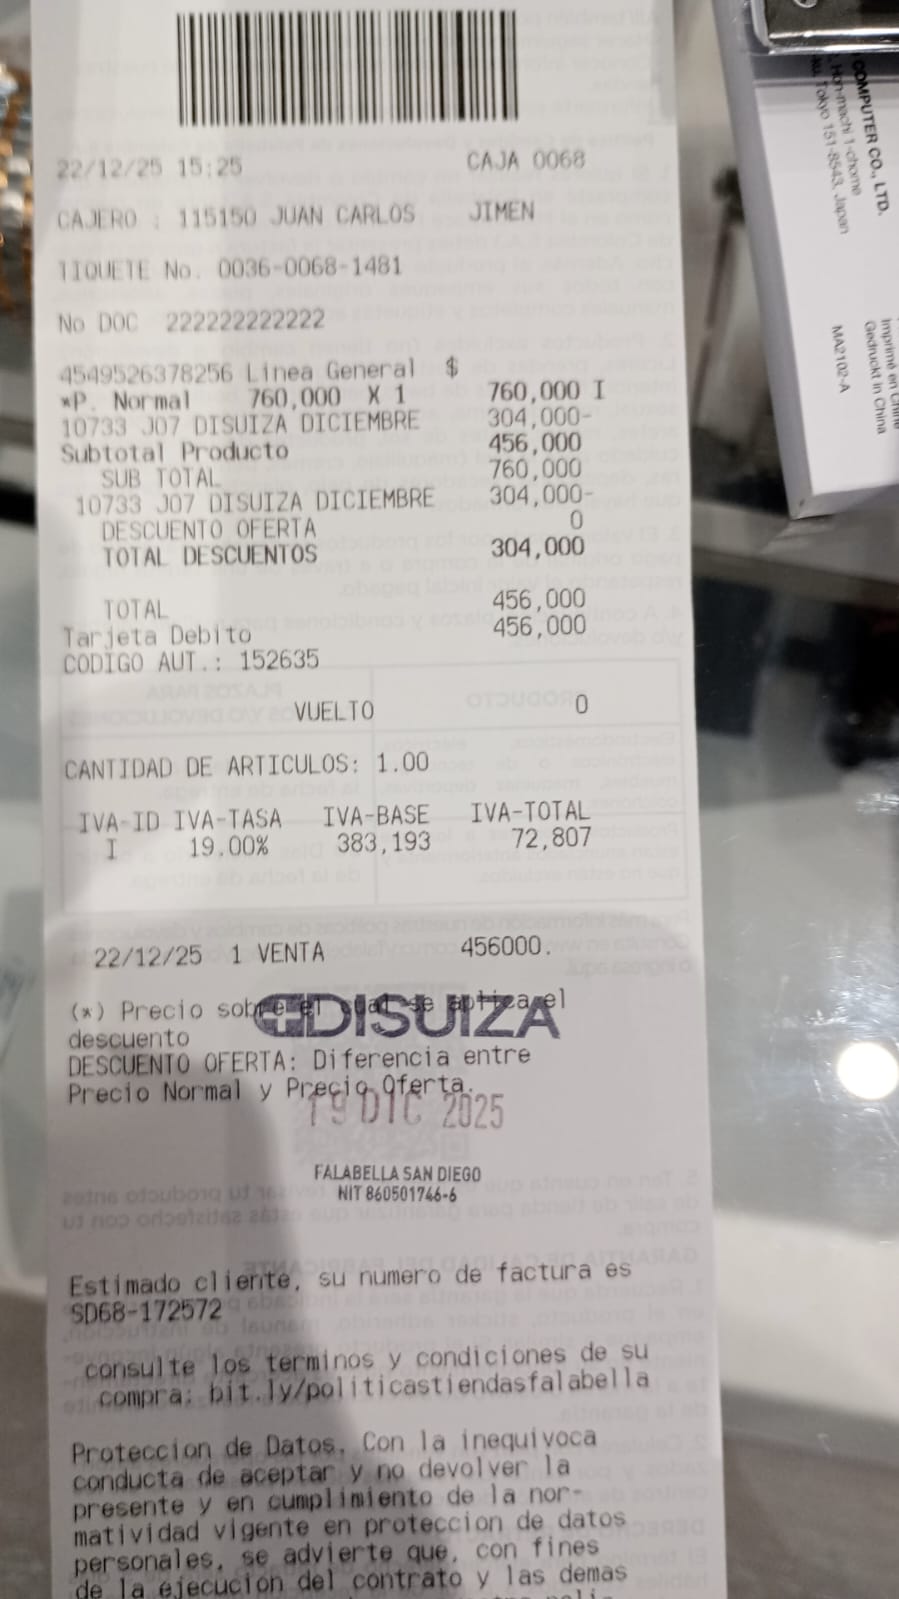 22/12/25 15:25 CAJA 0068
CAJERO : 115150 JUAN CARLOS JIMEN
TIQUETE No. 0036-0068-1481
No DOC 222222222222
4549526378256 Linea General $
*P. Normal 760,000 X 1 760,000 I
10733 J07 DISUIZA DICIEMBRE 304,000-
Subtotal Producto 456,000
SUB TOTAL 760,000
10733 J07 DISUIZA DICIEMBRE 304,000-
DESCUENTO OFERTA 0
TOTAL DESCUENTOS 304,000
TOTAL 456,000
Tarjeta Debito 456,000
CODIGO AUT.: 152635
VUELTO 0
CANTIDAD DE ARTICULOS: 1.00
IVA-ID IVA-TASA IVA-BASE IVA-TOTAL
I 19.00% 383,193 72,807
22/12/25 1 VENTA 456000.
(*) Precio sobre el cual se aplica el
descuento
DISUIZA
DESCUENTO OFERTA: Diferencia entre
Precio Normal y Precio Oferta.
19 DIC 2025
FALABELLA SAN DIEGO
NIT 860501746-6
Estimado cliente, su numero de factura es
SD68-172572
consulte los terminos y condiciones de su
compra: bit.ly/politicastiendasfalabella
Proteccion de Datos. Con la inequivoca
conducta de aceptar y no devolver la
presente y en cumplimiento de la nor-
matividad vigente en proteccion de datos
personales, se advierte que, con fines
de la ejecucion del contrato y las demas
COMPUTER CO., LTD.
Hon-machi 1-chome
Tokyo 151-8543, Japan
MA2102-A
Imprimé en Chine
Gedruckt in China